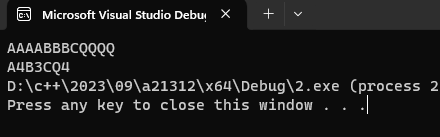 Microsoft Visual Studio Debug
AAAABBBCQQQQ
A4B3CQ4
D:\c++\2023\09\a21312\x64\Debug\2.exe (process 2
Press any key to close this window . . .